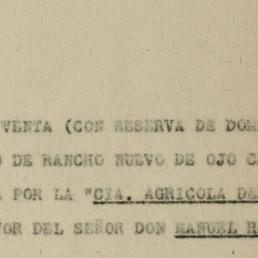 VENTA (CON RESERVA DE DOM
O DE RANCHO NUEVO DE OJO C
A POR LA "CIA. AGRICOLA DE
VOR DEL SEÑOR DON MANUEL H